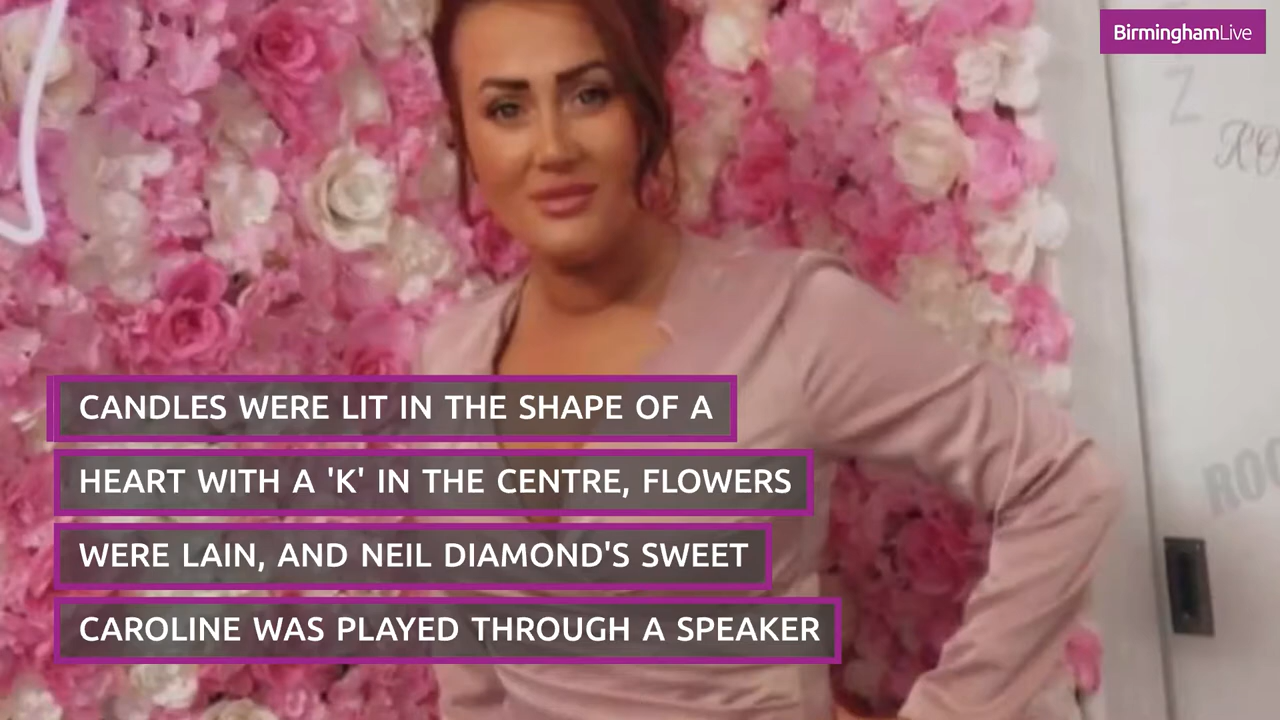 BirminghamLive
Z
CANDLES WERE LIT IN THE SHAPE OF A
HEART WITH A 'K' IN THE CENTRE, FLOWERS
WERE LAIN, AND NEIL DIAMOND'S SWEET
CAROLINE WAS PLAYED THROUGH A SPEAKER